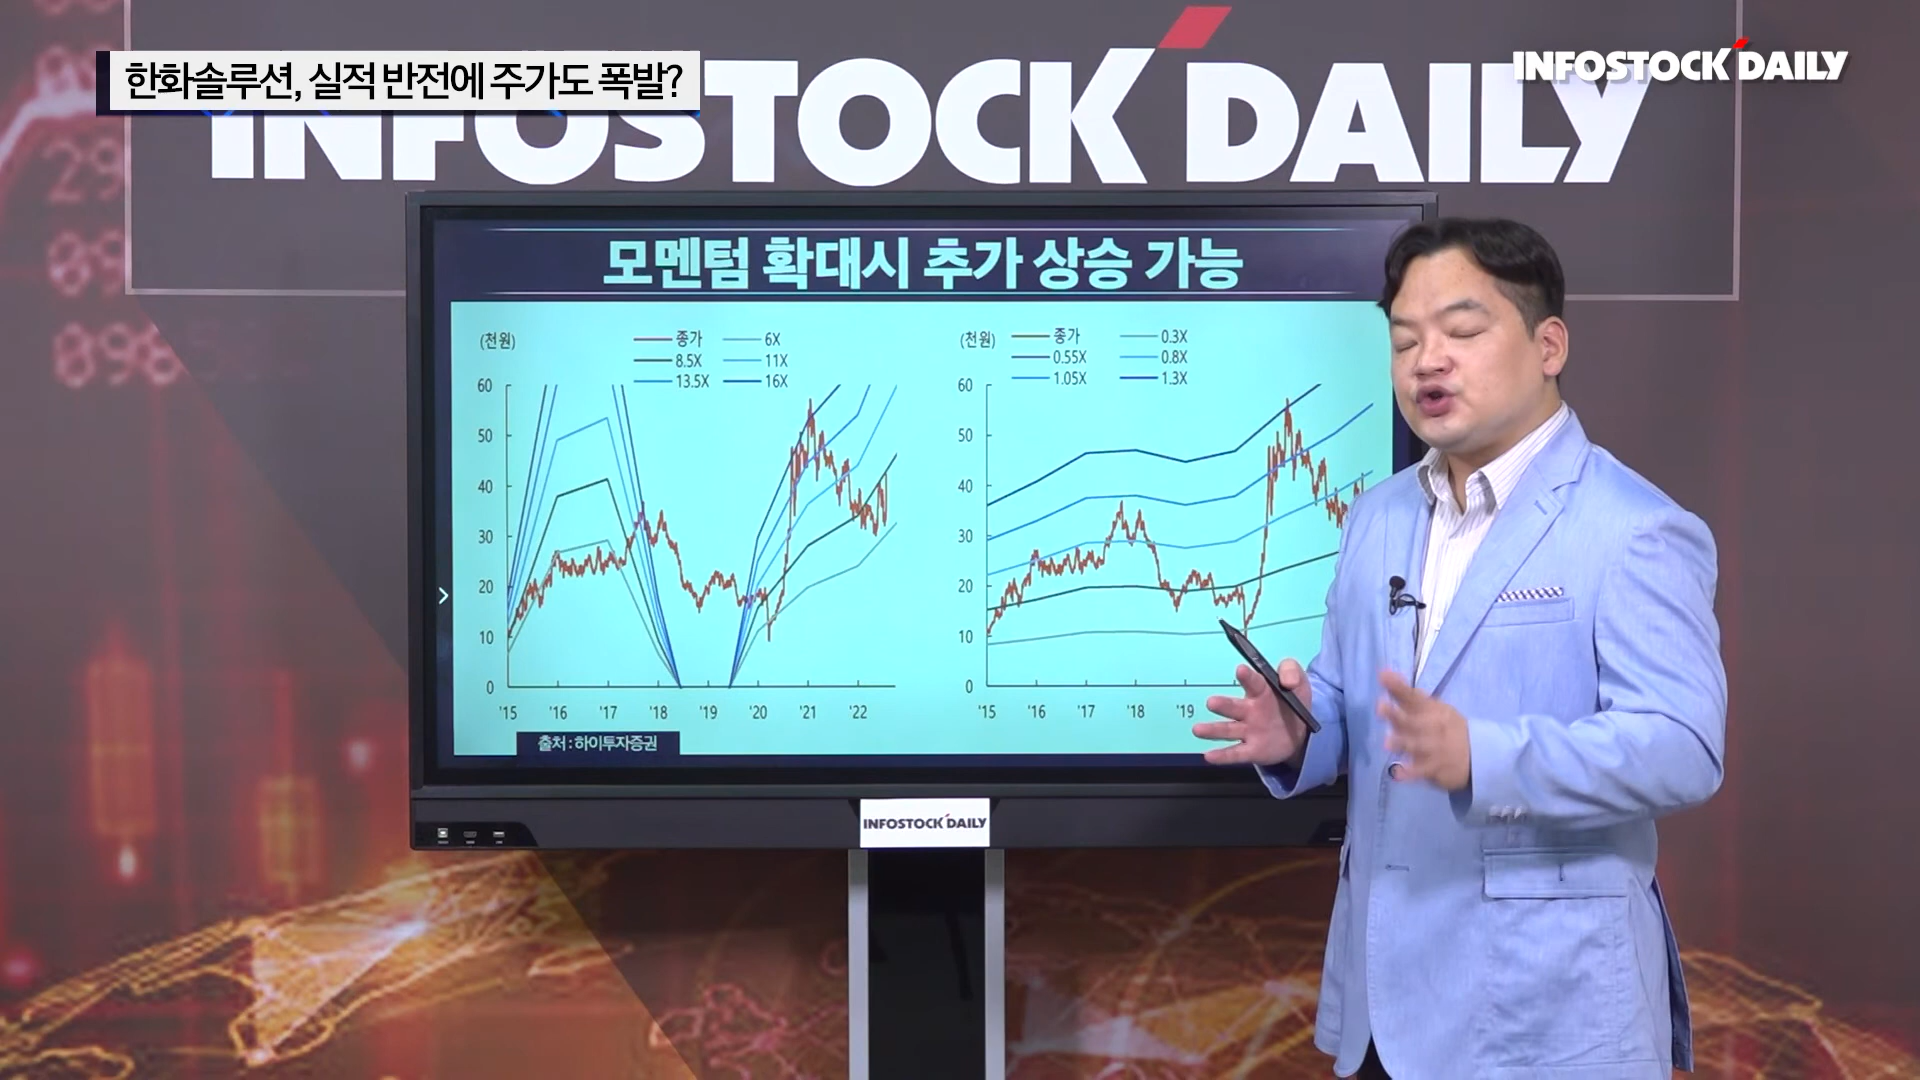 한화솔루션, 실적 반전에 주가도 폭발?
INFOSTOCK DAILY
INFOSTOCK DAILY
모멘텀 확대시 추가 상승 가능
(천원)
종가
6X
8.5X
11X
13.5X
16X
60
50
40
30
20
10
0
'15 '16 '17 '18 '19 '20 '21 '22
(천원)
종가
0.3X
0.55X
0.8X
1.05X
1.3X
60
50
40
30
20
10
0
'15 '16 '17 '18 '19
출처 : 하이투자증권
INFOSTOCK DAILY